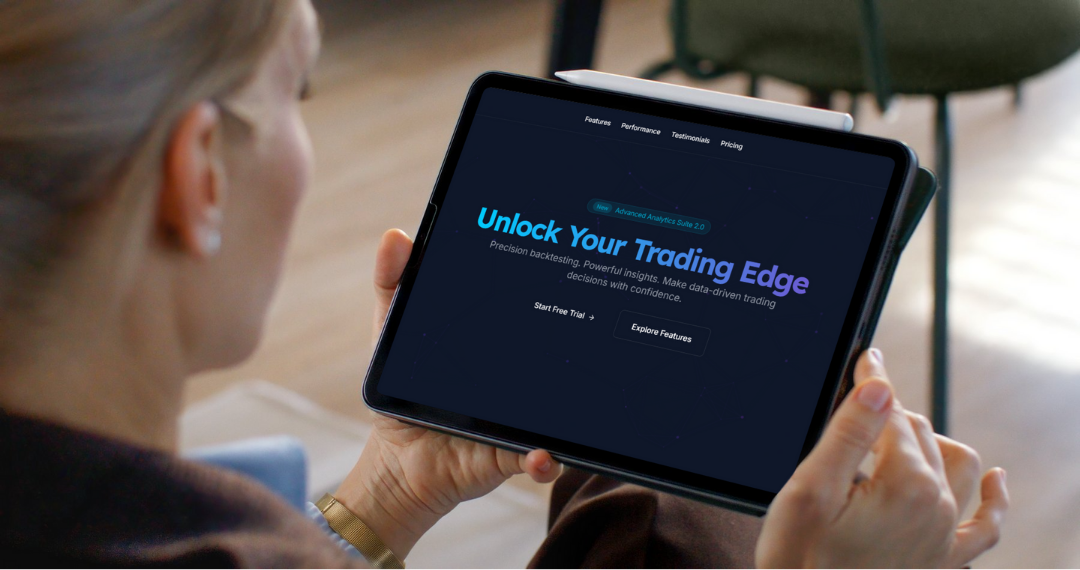 Features Performance Testimonials Pricing
New Advanced Analytics Suite 2.0
Unlock Your Trading Edge
Precision backtesting. Powerful insights. Make data-driven trading
decisions with confidence.
Start Free Trial →
Explore Features